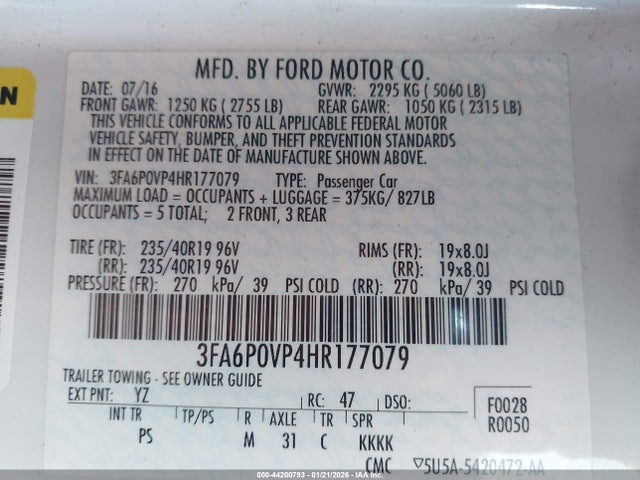 MFD. BY FORD MOTOR CO.
DATE: 07/16 GVWR: 2295 KG ( 5060 LB)
FRONT GAWR: 1250 KG ( 2755 LB) REAR GAWR: 1050 KG ( 2315 LB)
THIS VEHICLE CONFORMS TO ALL APPLICABLE FEDERAL MOTOR
VEHICLE SAFETY, BUMPER, AND THEFT PREVENTION STANDARDS
IN EFFECT ON THE DATE OF MANUFACTURE SHOWN ABOVE.
VIN: 3FA6P0VP4HR177079 TYPE: Passenger Car
MAXIMUM LOAD = OCCUPANTS + LUGGAGE = 375KG/ 827LB
OCCUPANTS = 5 TOTAL; 2 FRONT, 3 REAR
TIRE (FR): 235/40R19 96V RIMS (FR): 19x8.0J
(RR): 235/40R19 96V (RR): 19x8.0J
PRESSURE (FR): 270 kPa/ 39 PSI COLD (RR): 270 kPa/ 39 PSI COLD
3FA6P0VP4HR177079
TRAILER TOWING - SEE OWNER GUIDE
EXT PNT: YZ RC: 47 DSO: F0028
INT TR TP/PS R AXLE TR SPR R0050
PS M 31 C KKKK
CMC ▽5U5A-5420472-AA
000-44200793 - 01/21/2026 - IAAI.com